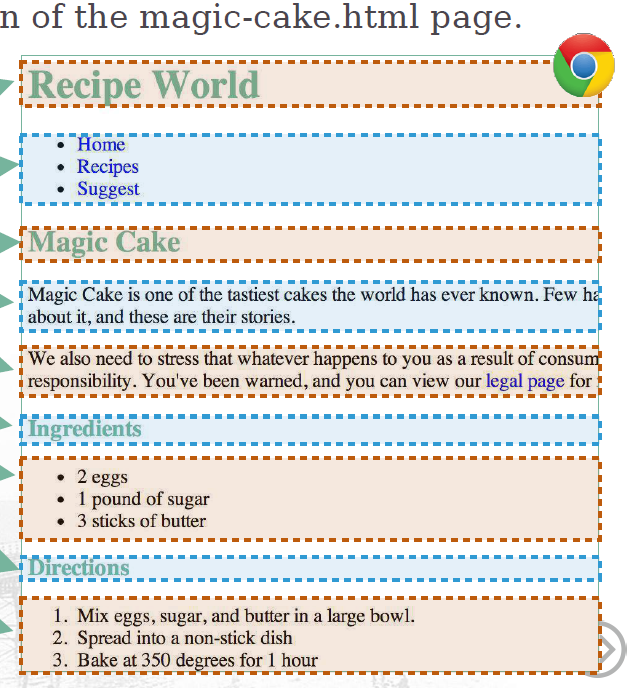 n of the magic-cake.html page.
Recipe World
• Home
• Recipes
• Suggest
Magic Cake
Magic Cake is one of the tastiest cakes the world has ever known. Few ha
about it, and these are their stories.
We also need to stress that whatever happens to you as a result of consum
responsibility. You've been warned, and you can view our legal page for
Ingredients
• 2 eggs
• 1 pound of sugar
• 3 sticks of butter
Directions
1. Mix eggs, sugar, and butter in a large bowl.
2. Spread into a non-stick dish
3. Bake at 350 degrees for 1 hour